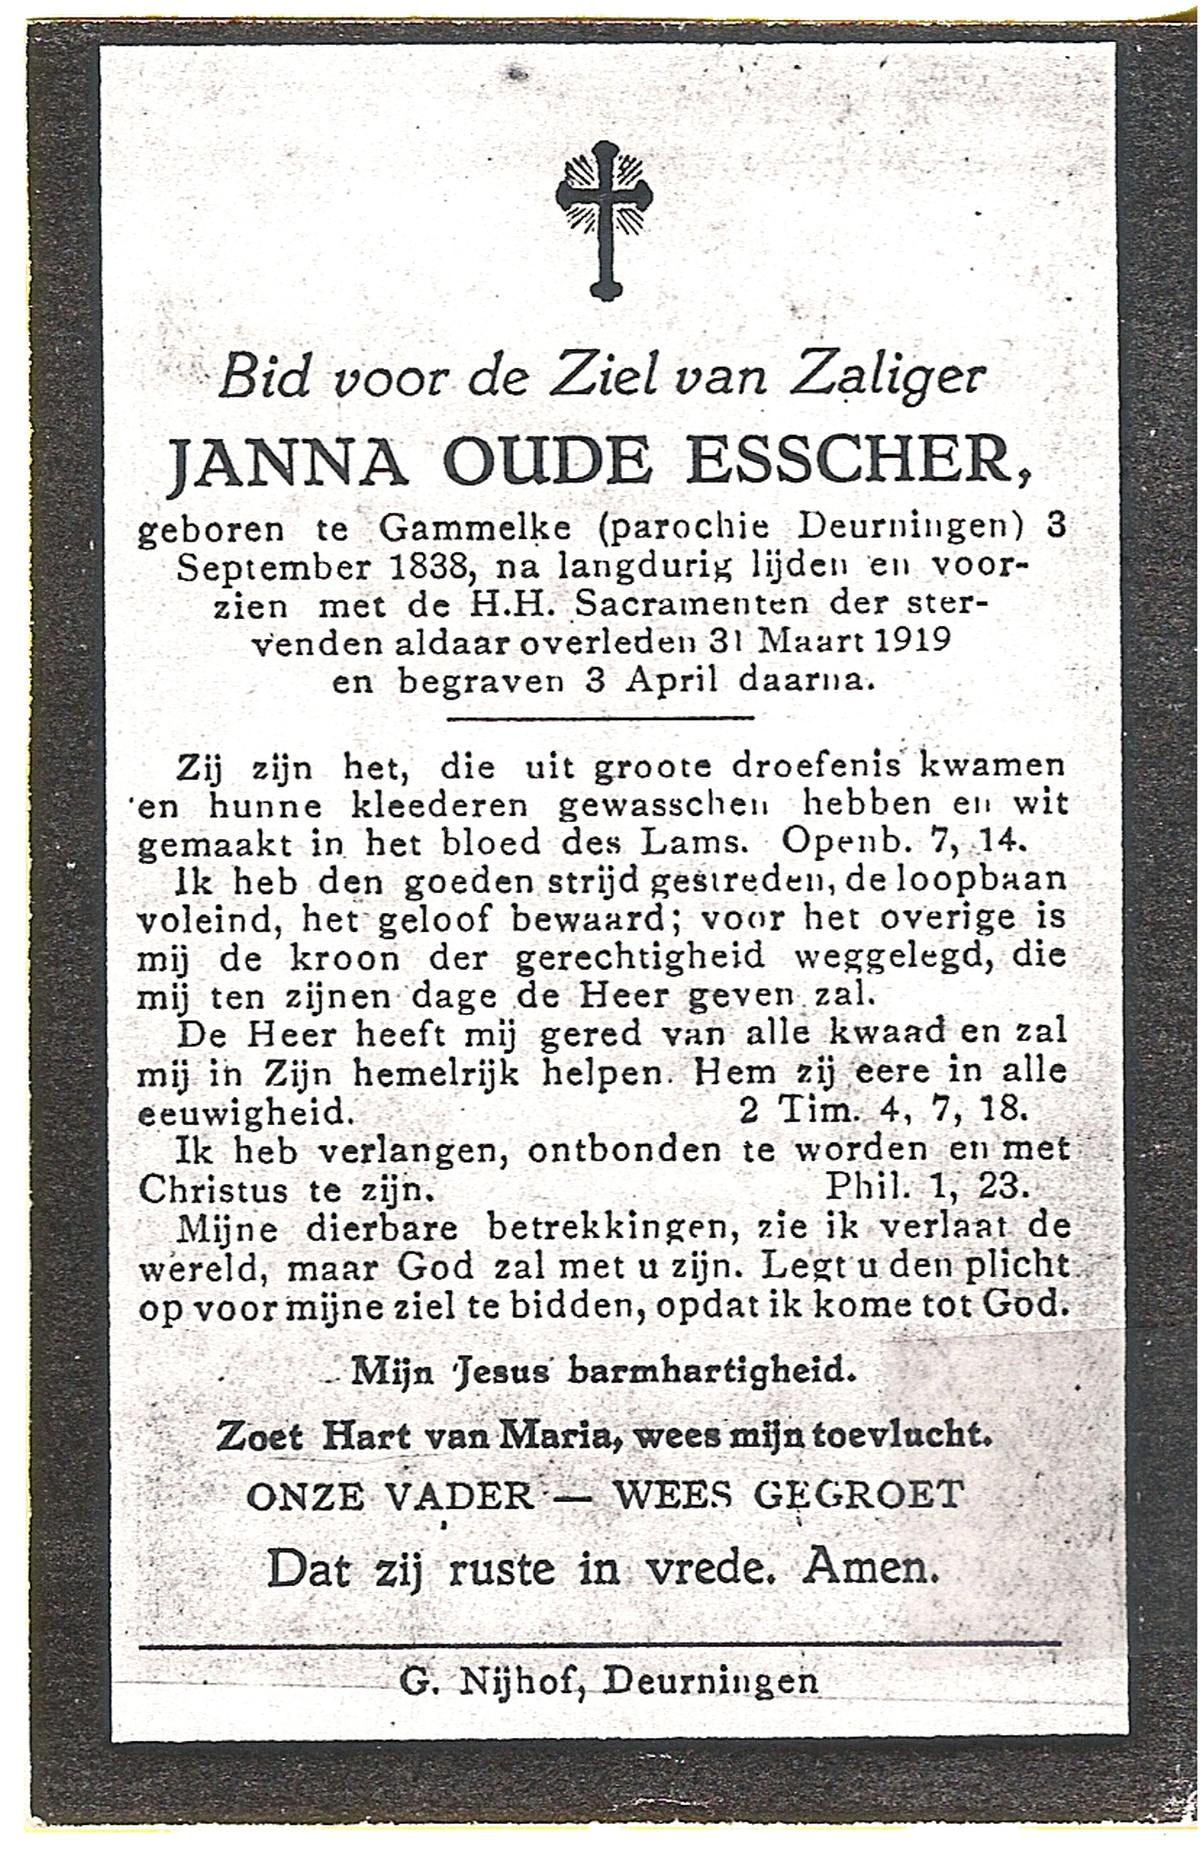 Bid voor de Ziel van Zaliger
JANNA OUDE ESSCHER,
geboren te Gammelke (parochie Deurningen) 3
September 1838, na langdurig lijden en voor-
zien met de H.H. Sacramenten der ster-
venden aldaar overleden 31 Maart 1919
en begraven 3 April daarna.
Zij zijn het, die uit groote droefenis kwamen
en hunne kleederen gewasschen hebben en wit
gemaakt in het bloed des Lams. Openb. 7, 14.
Ik heb den goeden strijd gestreden, de loopbaan
voleind, het geloof bewaard; voor het overige is
mij de kroon der gerechtigheid weggelegd, die
mij ten zijnen dage de Heer geven zal.
De Heer heeft mij gered van alle kwaad en zal
mij in Zijn hemelrijk helpen. Hem zij eere in alle
eeuwigheid. 2 Tim. 4, 7, 18.
Ik heb verlangen, ontbonden te worden en met
Christus te zijn. Phil. 1, 23.
Mijne dierbare betrekkingen, zie ik verlaat de
wereld, maar God zal met u zijn. Legt u den plicht
op voor mijne ziel te bidden, opdat ik kome tot God.
Mijn Jesus barmhartigheid.
Zoet Hart van Maria, wees mijn toevlucht.
ONZE VADER — WEES GEGROET
Dat zij ruste in vrede. Amen.
G. Nijhof, Deurningen